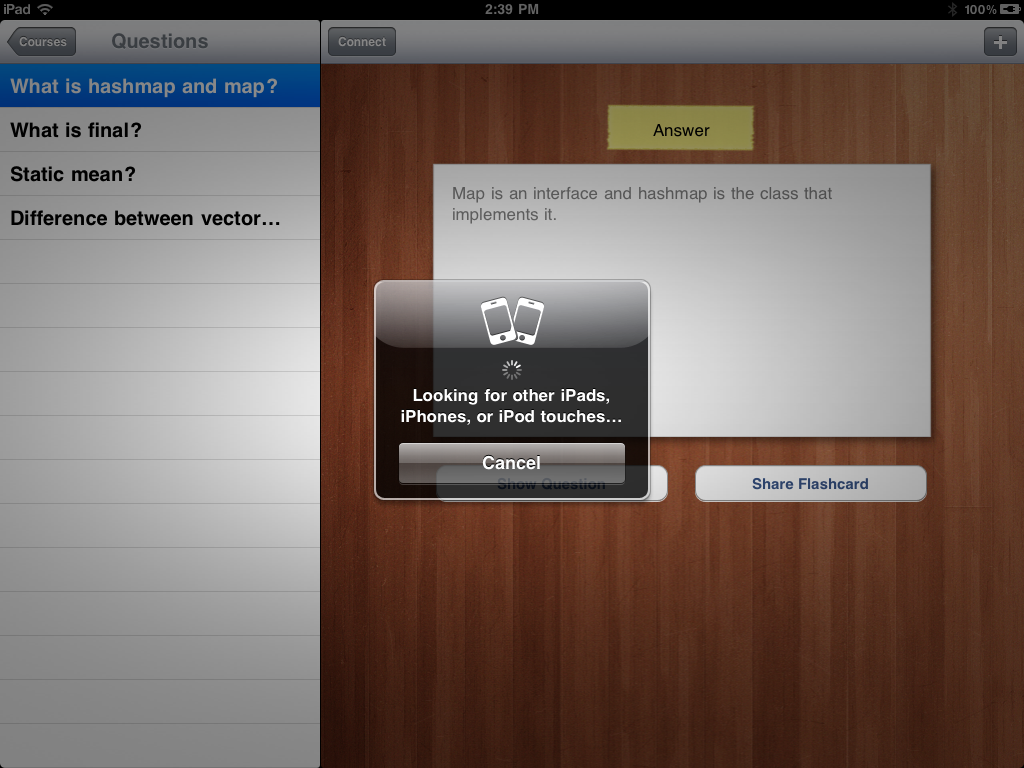 iPad
2:39 PM
100%
Courses
Questions
Connect
+
What is hashmap and map?
What is final?
Static mean?
Difference between vector...
Answer
Map is an interface and hashmap is the class that
implements it.
Looking for other iPads,
iPhones, or iPod touches...
Cancel
Show Question
Share Flashcard